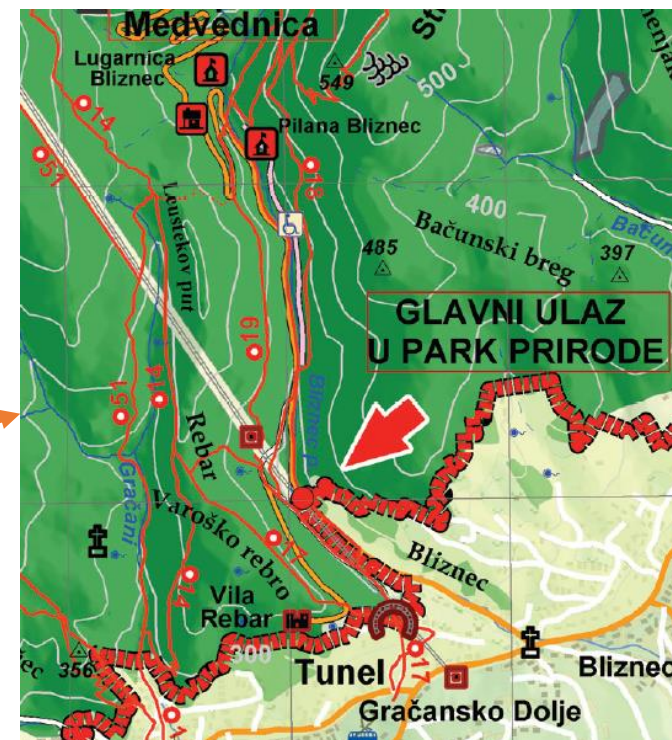 Medvednica
Lugarnica
Bliznec
549
500
14
Pilana Bliznec
51
18
Leustekov put
400
Bačunski breg
485
397
GLAVNI ULAZ
U PARK PRIRODE
19
51
14
Bliznec p.
Rebar
Gračani
Varoško rebro
17
Bliznec
14
Vila
Rebar
300
356
Tunel
17
Bliznec
Gračansko Dolje